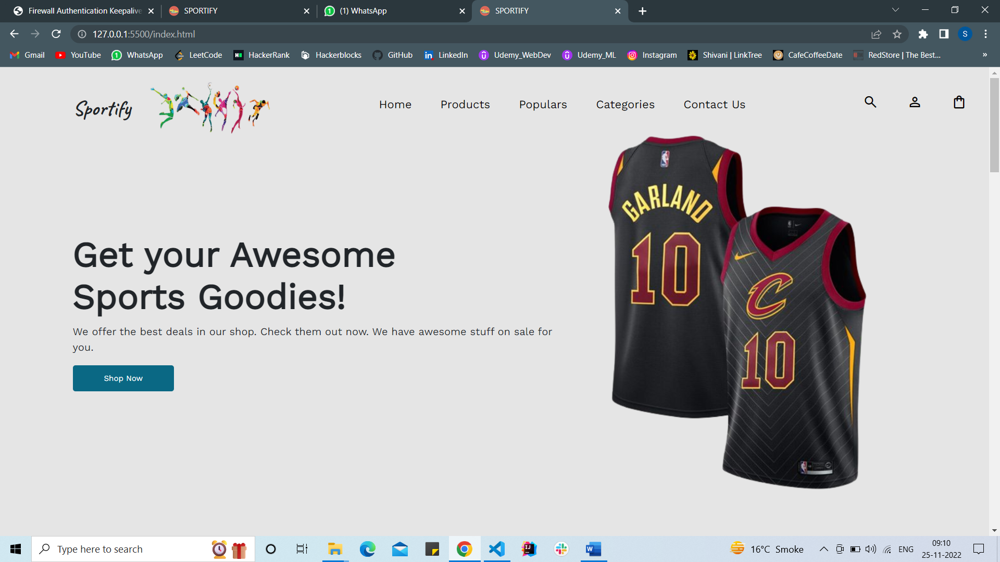 Firewall Authentication Keepalive
SPORTIFY
(1) WhatsApp
SPORTIFY
127.0.0.1:5500/index.html
S
Gmail
YouTube
WhatsApp
LeetCode
HackerRank
Hackerblocks
GitHub
LinkedIn
Udemy_WebDev
Udemy_ML
Instagram
Shivani | LinkTree
CafeCoffeeDate
RedStore | The Best...
»
Sportify
Home
Products
Populars
Categories
Contact Us
GARLAND
10
C
10
Get your Awesome
Sports Goodies!
We offer the best deals in our shop. Check them out now. We have awesome stuff on sale for
you.
Shop Now
Type here to search
16°C Smoke
ENG
09:10
25-11-2022